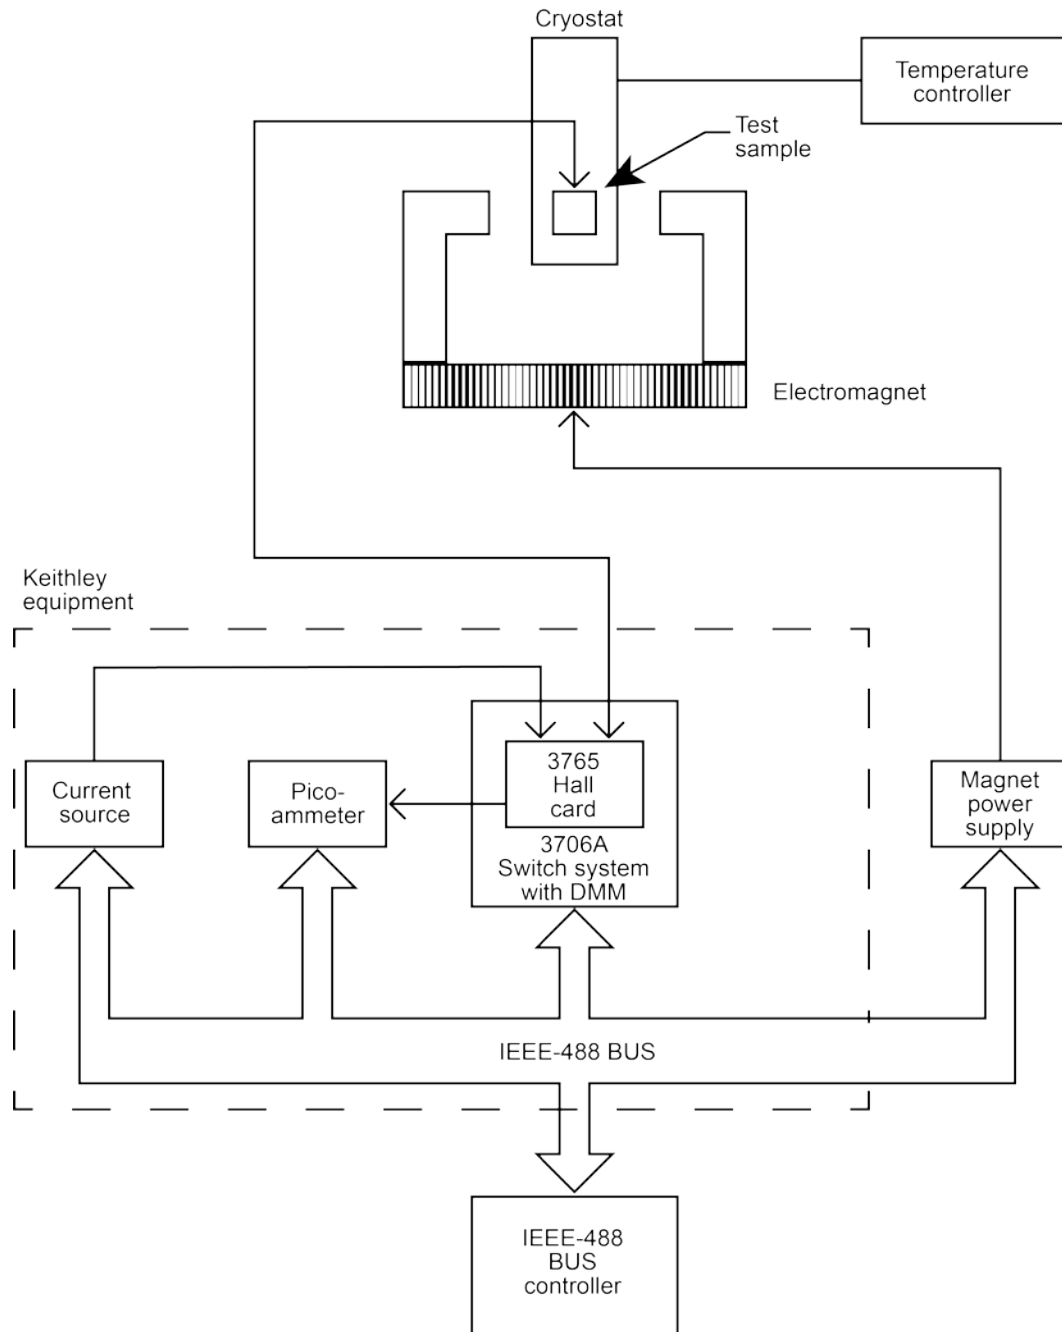 Cryostat
Temperature
controller
Test
sample
Electromagnet
Keithley
equipment
Current
source
Pico-
ammeter
3765
Hall
card
3706A
Switch system
with DMM
Magnet
power
supply
IEEE-488 BUS
IEEE-488
BUS
controller